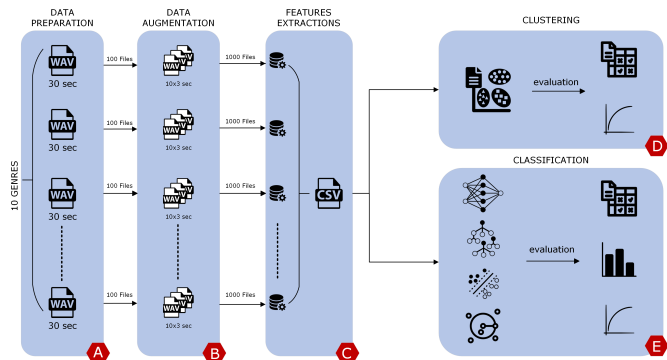 DATA
PREPARATION
DATA
AUGMENTATION
FEATURES
EXTRACTIONS
CLUSTERING
10 GENRES
WAV
30 sec
100 Files
10x3 sec
1000 Files
WAV
30 sec
100 Files
10x3 sec
1000 Files
WAV
30 sec
100 Files
10x3 sec
1000 Files
WAV
30 sec
100 Files
10x3 sec
1000 Files
CSV
evaluation
CLASSIFICATION
evaluation
A
B
C
D
E